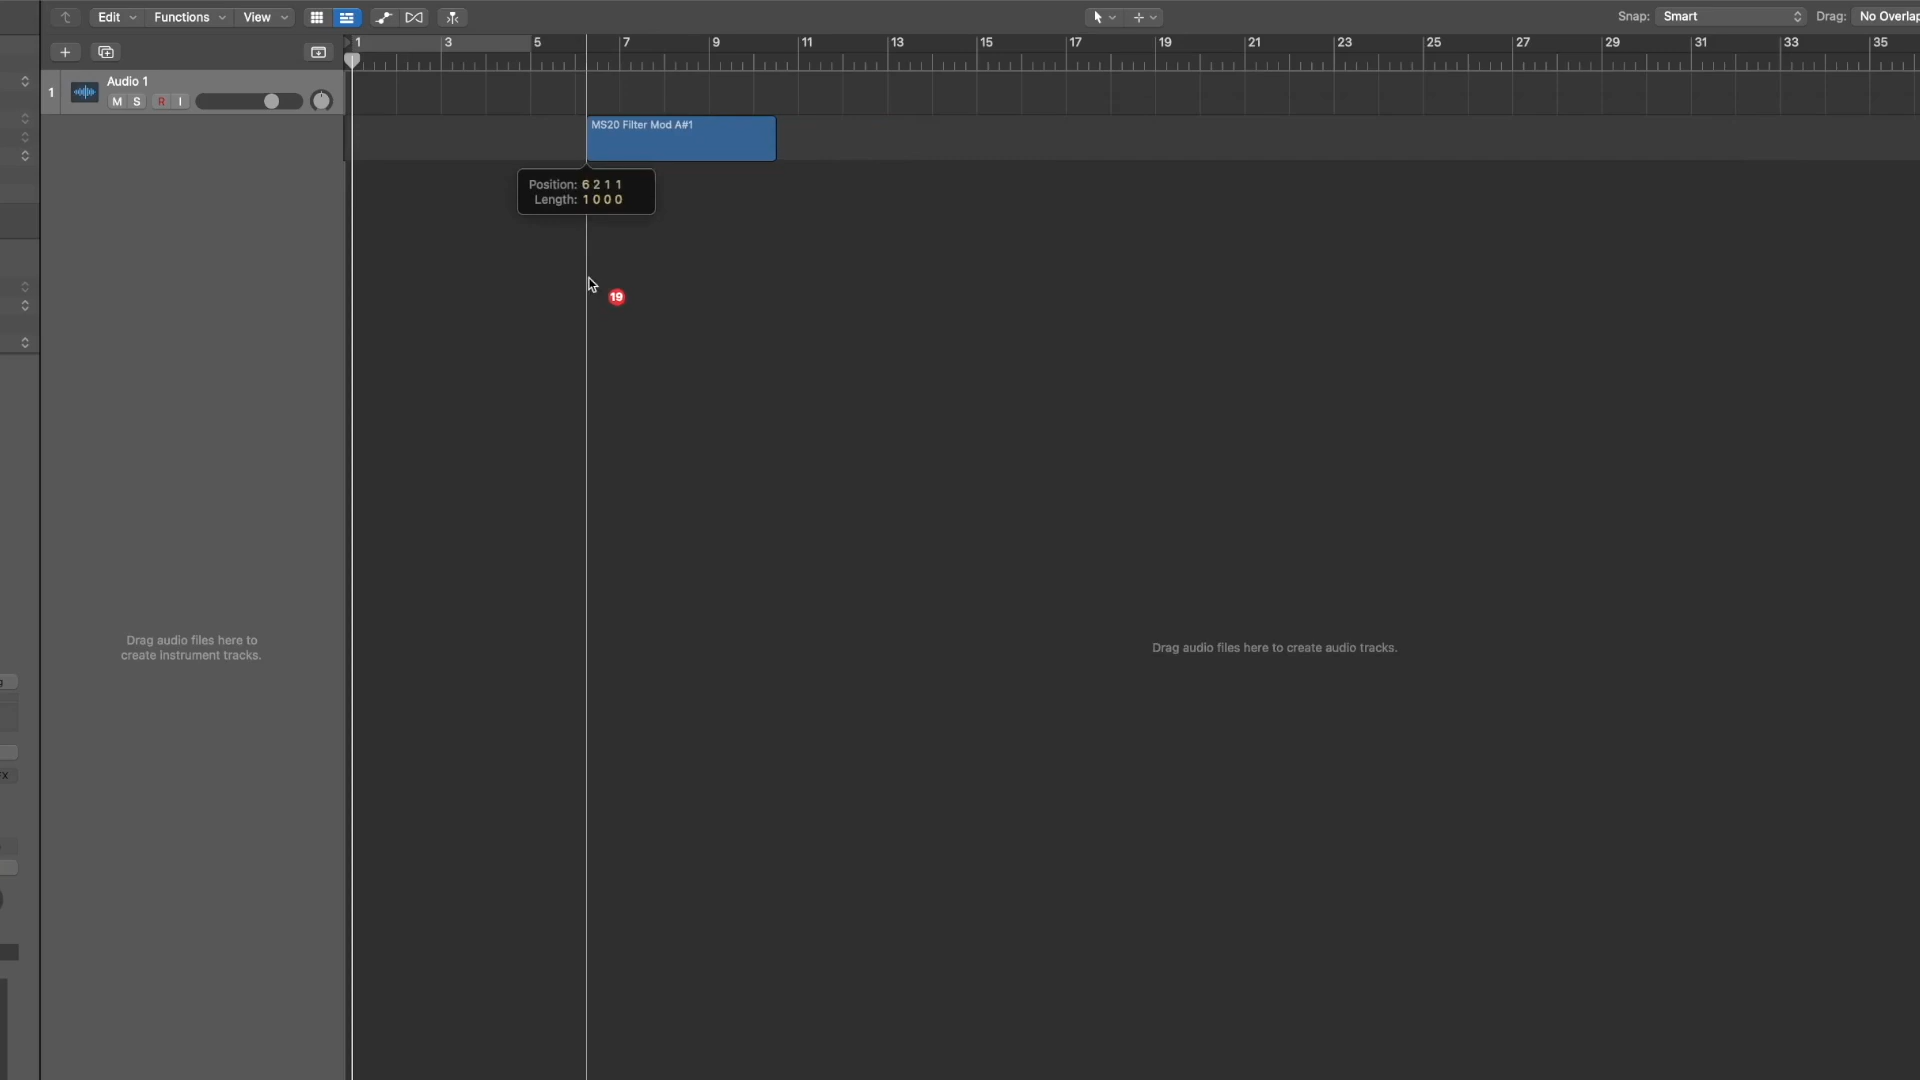 Edit
Functions
View
Snap: Smart
Drag: No Overlap
1 3 5 7 9 11 13 15 17 19 21 23 25 27 29 31 33 35
1
Audio 1
M S R I
MS20 Filter Mod A#1
Position: 6 2 1 1
Length: 1 0 0 0
19
Drag audio files here to
create instrument tracks.
Drag audio files here to create audio tracks.